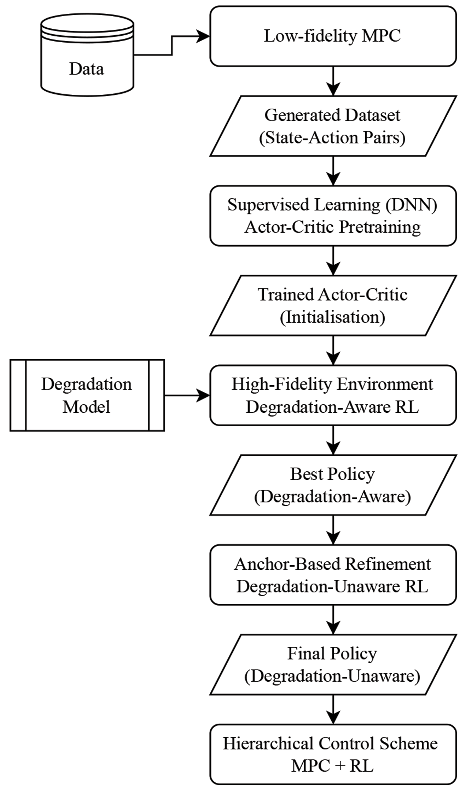 Data
Low-fidelity MPC
Generated Dataset
(State-Action Pairs)
Supervised Learning (DNN)
Actor-Critic Pretraining
Trained Actor-Critic
(Initialisation)
Degradation
Model
High-Fidelity Environment
Degradation-Aware RL
Best Policy
(Degradation-Aware)
Anchor-Based Refinement
Degradation-Unaware RL
Final Policy
(Degradation-Unaware)
Hierarchical Control Scheme
MPC + RL